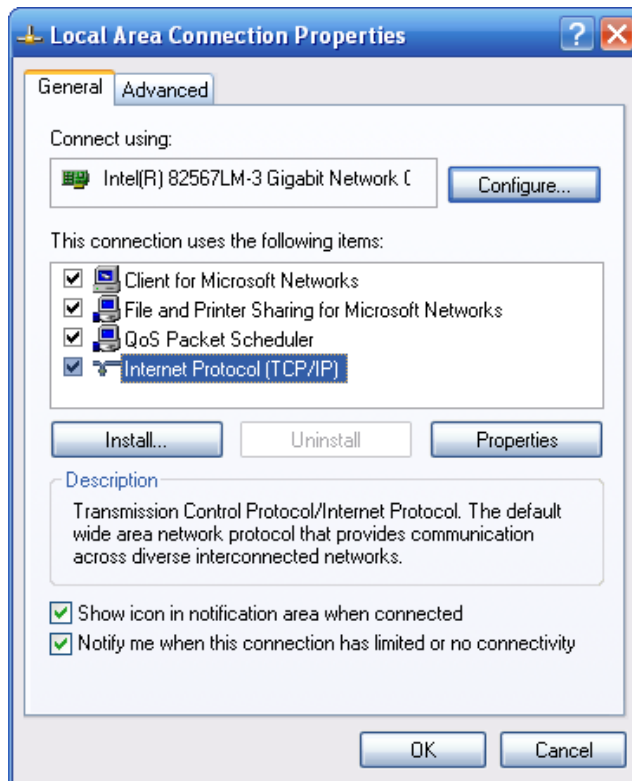 Local Area Connection Properties
General
Advanced
Connect using:
Intel(R) 82567LM-3 Gigabit Network C
Configure...
This connection uses the following items:
Client for Microsoft Networks
File and Printer Sharing for Microsoft Networks
QoS Packet Scheduler
Internet Protocol (TCP/IP)
Install...
Uninstall
Properties
Description
Transmission Control Protocol/Internet Protocol. The default
wide area network protocol that provides communication
across diverse interconnected networks.
Show icon in notification area when connected
Notify me when this connection has limited or no connectivity
OK
Cancel